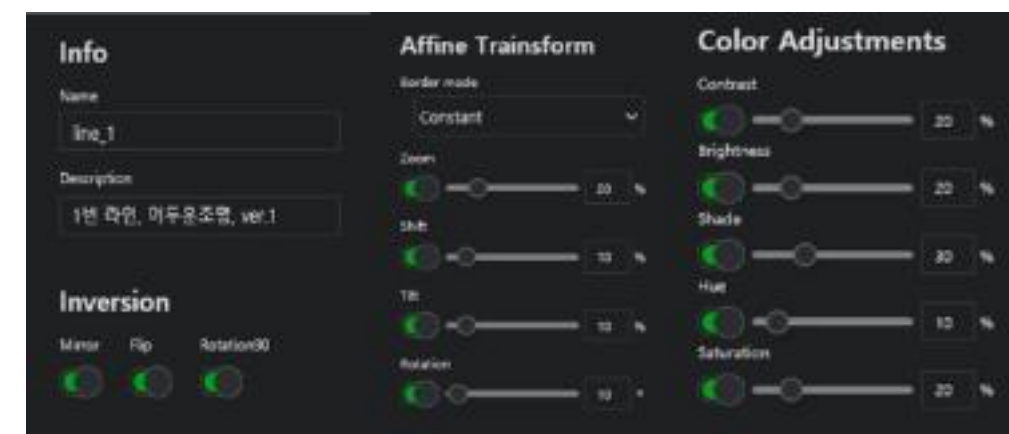 Info
Name
line_1
Description
1번 라인, 어두운조명, ver.1
Inversion
Mirror Flip Rotation90
Affine Trainsform
Border mode
Constant
Zoom
20 %
Shift
10 %
Tilt
10 %
Rotation
10 °
Color Adjustments
Contrast
20 %
Brightness
20 %
Shade
30 %
Hue
10 %
Saturation
20 %